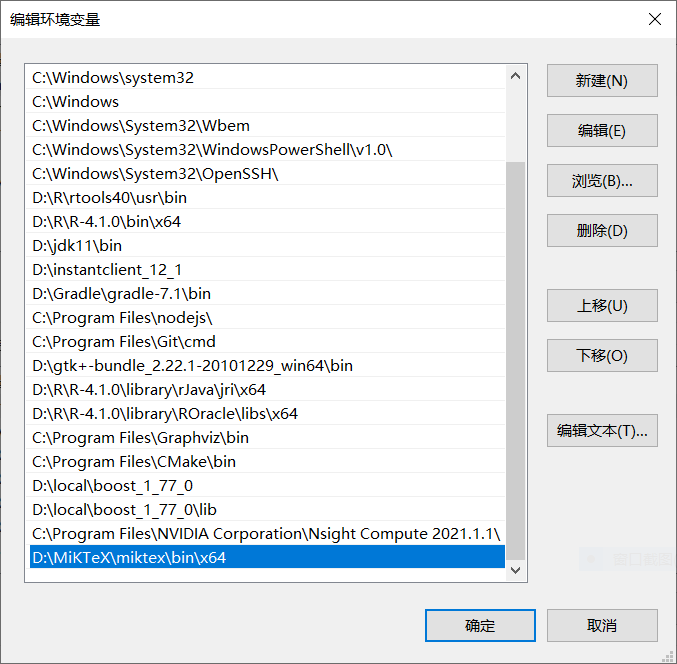 编辑环境变量
C:\Windows\system32
C:\Windows
C:\Windows\System32\Wbem
C:\Windows\System32\WindowsPowerShell\v1.0\
C:\Windows\System32\OpenSSH\
D:\R\rtools40\usr\bin
D:\R\R-4.1.0\bin\x64
D:\jdk11\bin
D:\instantclient_12_1
D:\Gradle\gradle-7.1\bin
C:\Program Files\nodejs\
C:\Program Files\Git\cmd
D:\gtk+-bundle_2.22.1-20101229_win64\bin
D:\R\R-4.1.0\library\rJava\jri\x64
D:\R\R-4.1.0\library\ROracle\libs\x64
C:\Program Files\Graphviz\bin
C:\Program Files\CMake\bin
D:\local\boost_1_77_0
D:\local\boost_1_77_0\lib
C:\Program Files\NVIDIA Corporation\Nsight Compute 2021.1.1\
D:\MiKTeX\miktex\bin\x64
新建(N)
编辑(E)
浏览(B)...
删除(D)
上移(U)
下移(O)
编辑文本(T)...
确定
取消